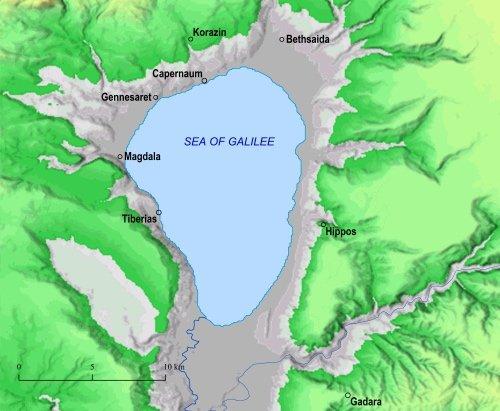 Korazin
Bethsaida
Capernaum
Gennesaret
SEA OF GALILEE
Magdala
Tiberias
Hippos
0 5 10 km
Gadara